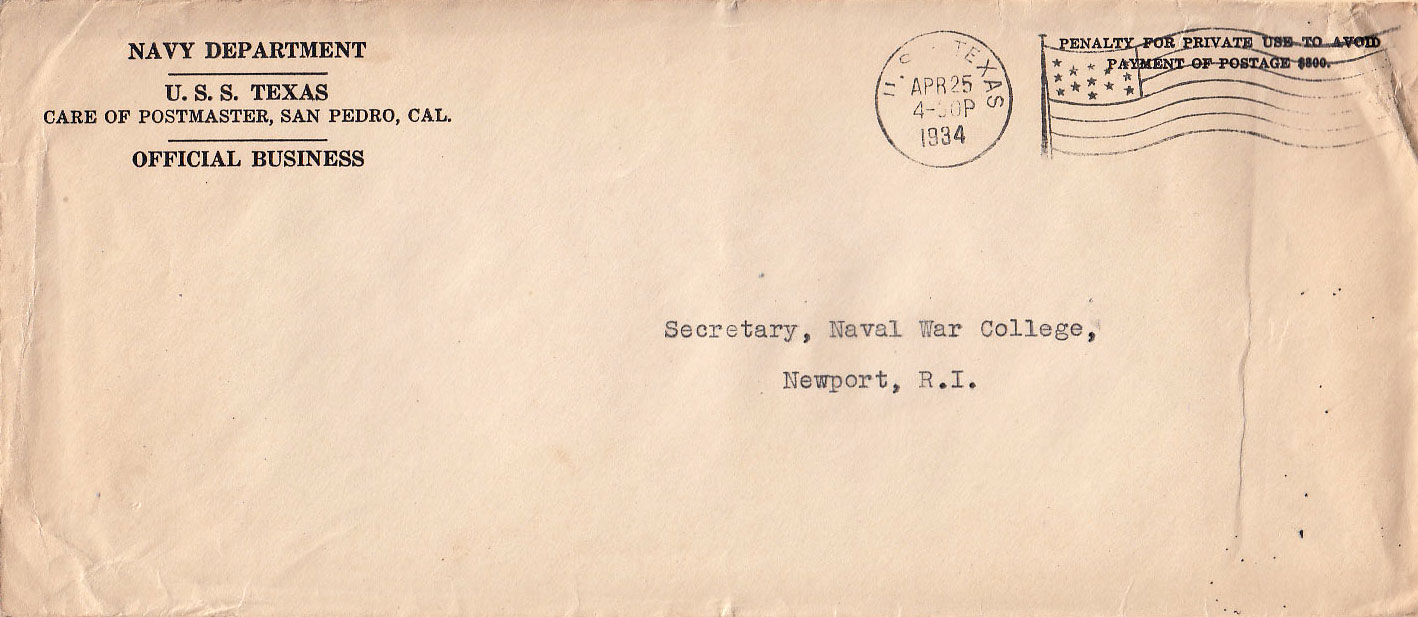 NAVY DEPARTMENT
U. S. S. TEXAS
CARE OF POSTMASTER, SAN PEDRO, CAL.
OFFICIAL BUSINESS
TEXAS
APR 25
1934
PENALTY FOR PRIVATE USE TO AVOID
PAYMENT OF POSTAGE $300.
Secretary, Naval War College,
Newport, R.I.